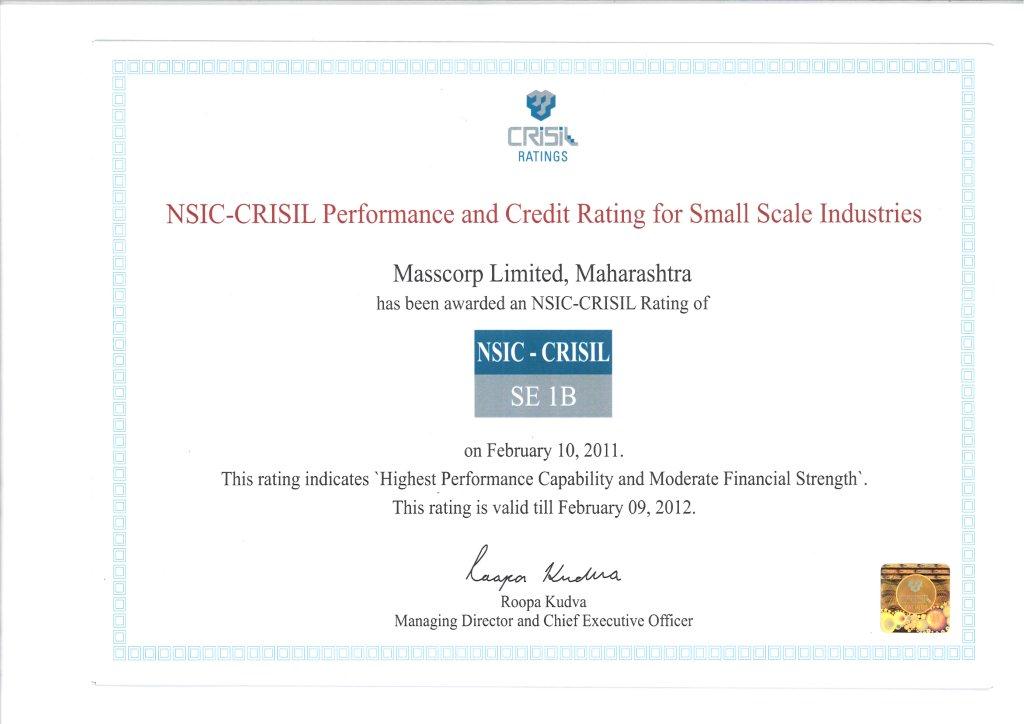 CRISIL
RATINGS
NSIC-CRISIL Performance and Credit Rating for Small Scale Industries
Masscorp Limited, Maharashtra
has been awarded an NSIC-CRISIL Rating of
NSIC - CRISIL
SE 1B
on February 10, 2011.
This rating indicates `Highest Performance Capability and Moderate Financial Strength`.
This rating is valid till February 09, 2012.
Roopa Kudva
Roopa Kudva
Managing Director and Chief Executive Officer